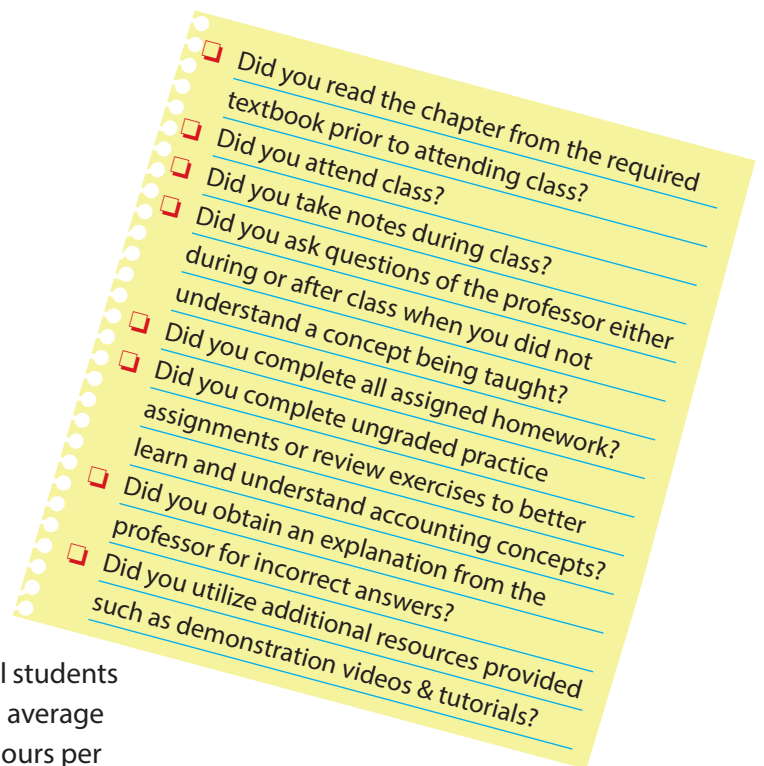 Did you read the chapter from the required
textbook prior to attending class?
Did you attend class?
Did you take notes during class?
Did you ask questions of the professor either
during or after class when you did not
understand a concept being taught?
Did you complete all assigned homework?
Did you complete ungraded practice
assignments or review exercises to better
learn and understand accounting concepts?
Did you obtain an explanation from the
professor for incorrect answers?
Did you utilize additional resources provided
such as demonstration videos & tutorials?
l students
average
ours per